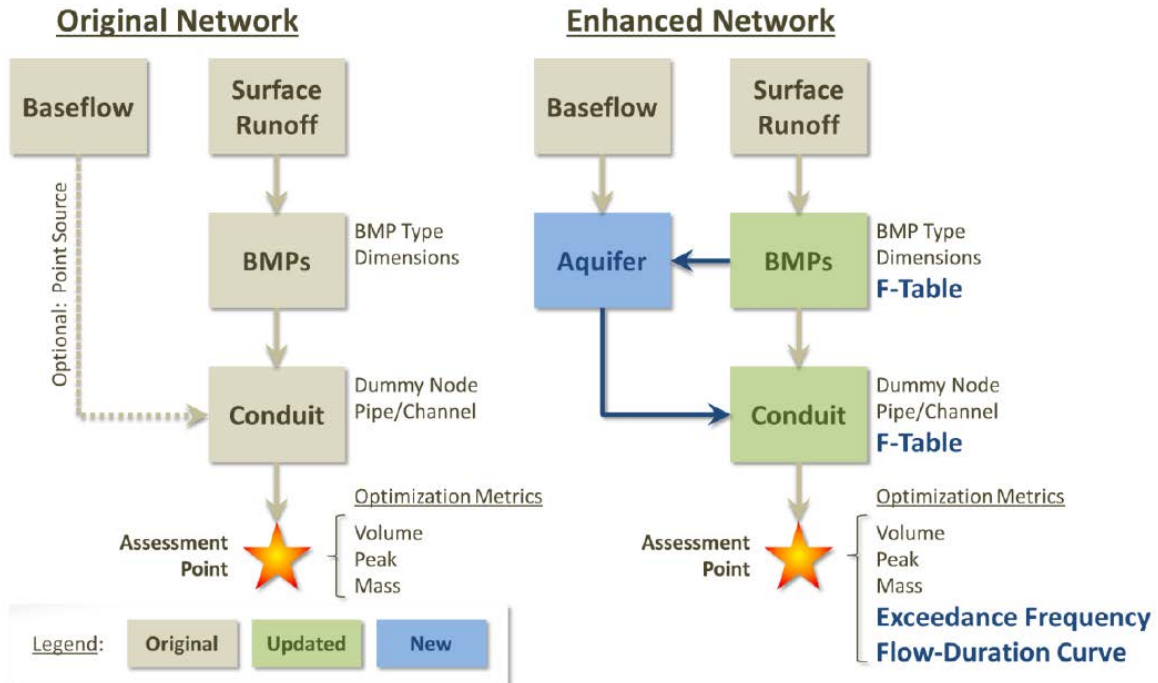 Original Network
Baseflow
Surface
Runoff
Optional: Point Source
BMPs
BMP Type
Dimensions
Conduit
Dummy Node
Pipe/Channel
Assessment
Point
Optimization Metrics
Volume
Peak
Mass
Legend:
Original
Updated
New
Enhanced Network
Baseflow
Surface
Runoff
Aquifer
BMPs
BMP Type
Dimensions
F-Table
Conduit
Dummy Node
Pipe/Channel
F-Table
Assessment
Point
Optimization Metrics
Volume
Peak
Mass
Exceedance Frequency
Flow-Duration Curve